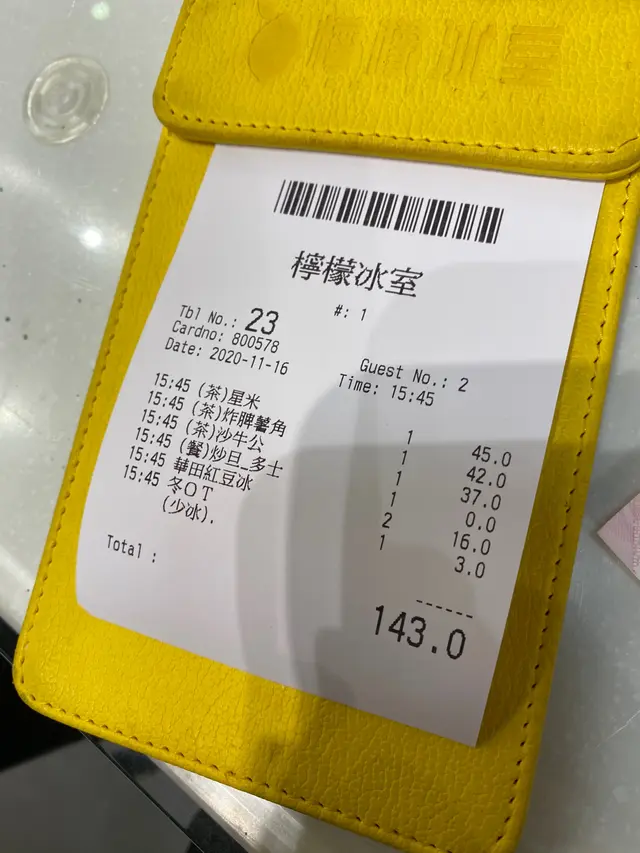 檸檬冰室
#: 1
Tbl No.: 23
Cardno: 800578
Guest No.: 2
Date: 2020-11-16
Time: 15:45
15:45 (茶)星米 1 45.0
15:45 (茶)炸脾薯角 1 42.0
15:45 (茶)沙牛公 1 37.0
15:45 (餐)炒旦_多士 1 0.0
15:45 華田紅豆冰 2 16.0
15:45 冬OT 1 3.0
(少冰).
Total :
------
143.0